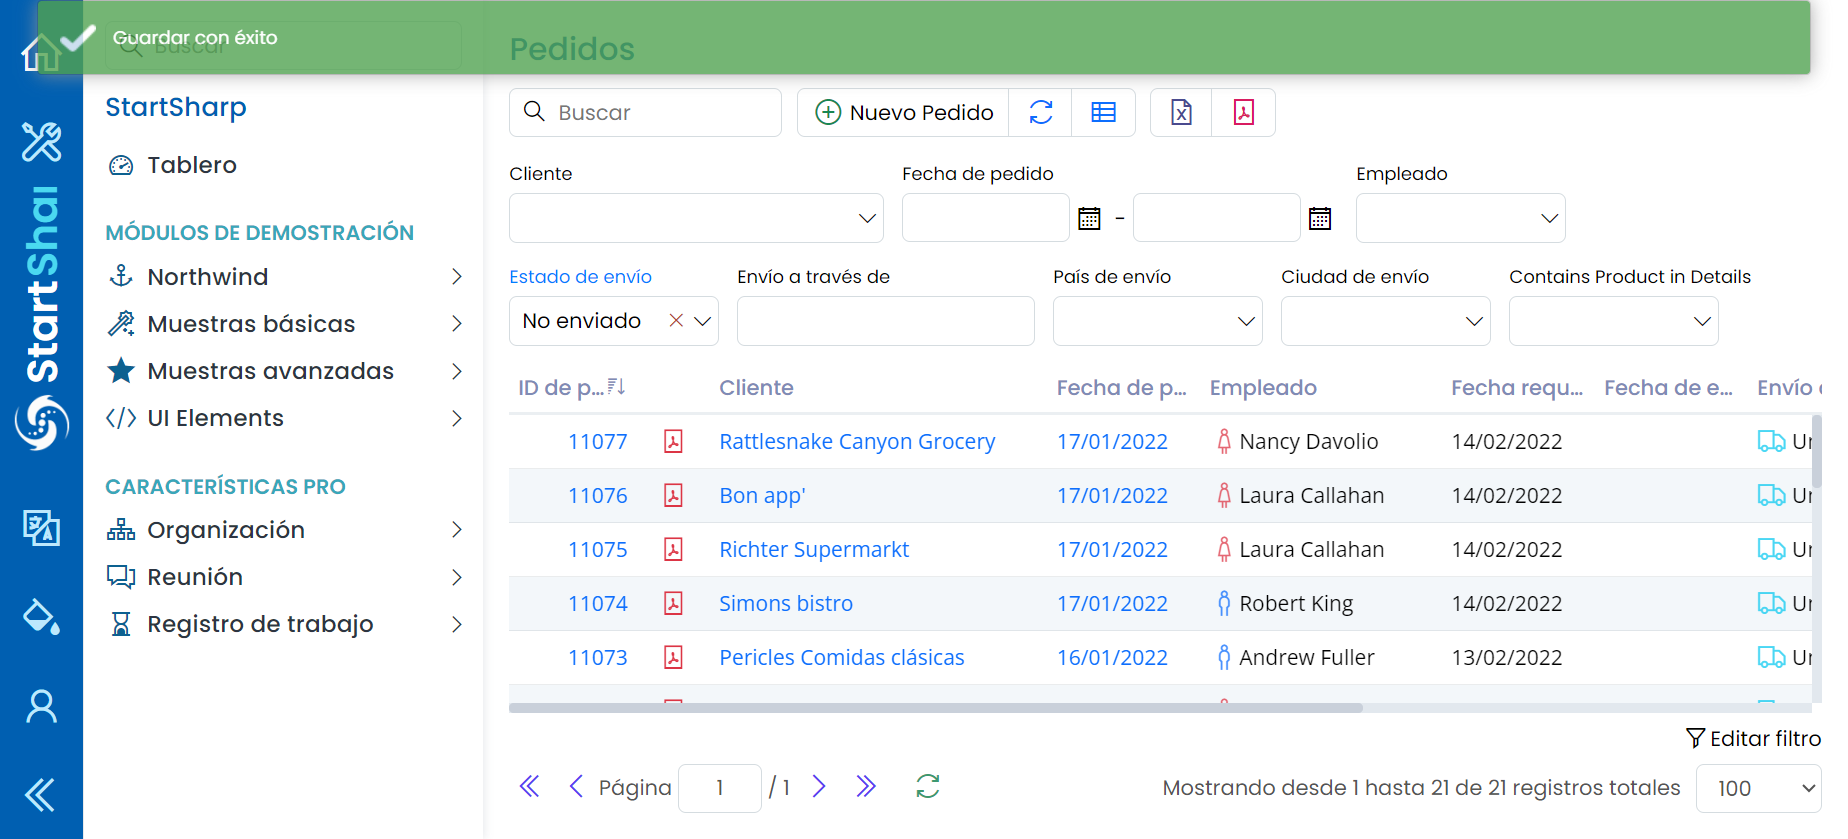 Guardar con éxito
Buscar
StartSharp
Tablero
MÓDULOS DE DEMOSTRACIÓN
Northwind
Muestras básicas
Muestras avanzadas
UI Elements
CARACTERÍSTICAS PRO
Organización
Reunión
Registro de trabajo
Pedidos
Buscar
Nuevo Pedido
Cliente
Fecha de pedido
-
Empleado
Estado de envío
Envío a través de
País de envío
Ciudad de envío
Contains Product in Details
No enviado
ID de p... Cliente Fecha de p... Empleado Fecha requ... Fecha de e... Envío
11077 Rattlesnake Canyon Grocery 17/01/2022 Nancy Davolio 14/02/2022
11076 Bon app' 17/01/2022 Laura Callahan 14/02/2022
11075 Richter Supermarkt 17/01/2022 Laura Callahan 14/02/2022
11074 Simons bistro 17/01/2022 Robert King 14/02/2022
11073 Pericles Comidas clásicas 16/01/2022 Andrew Fuller 13/02/2022
Editar filtro
Página 1 / 1
Mostrando desde 1 hasta 21 de 21 registros totales 100